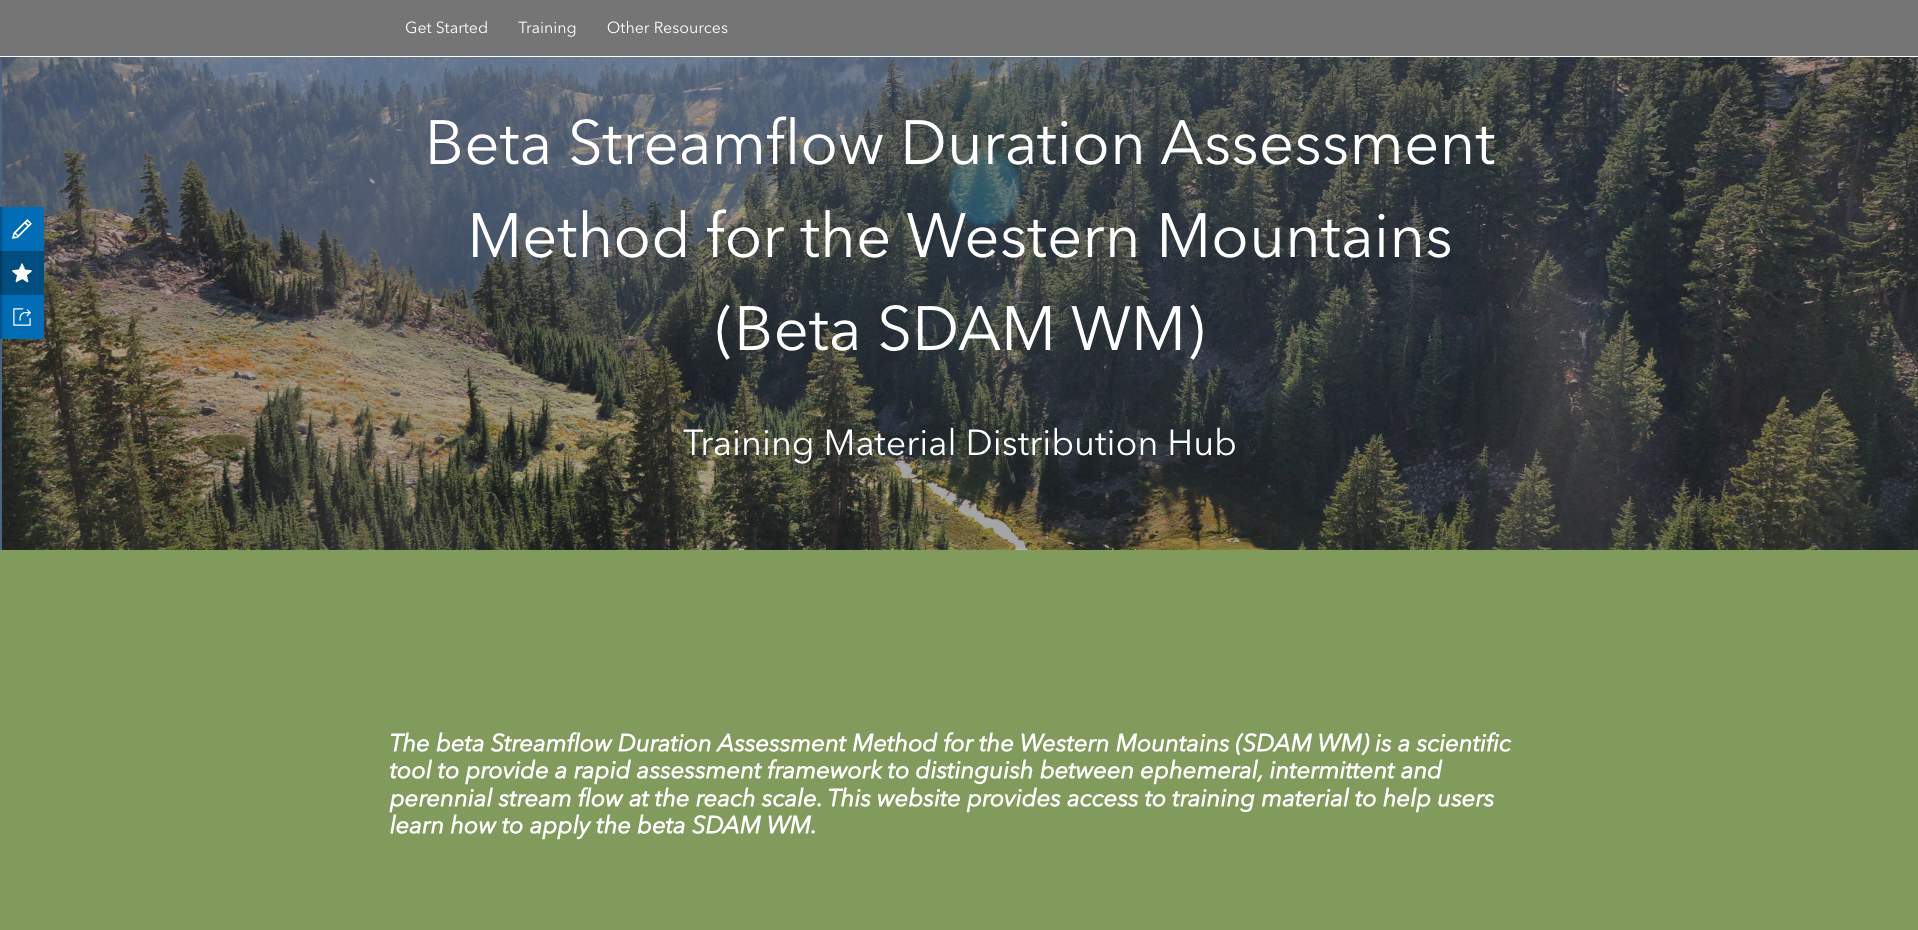 Get Started Training Other Resources
Beta Streamflow Duration Assessment
Method for the Western Mountains
(Beta SDAM WM)
Training Material Distribution Hub
The beta Streamflow Duration Assessment Method for the Western Mountains (SDAM WM) is a scientific
tool to provide a rapid assessment framework to distinguish between ephemeral, intermittent and
perennial stream flow at the reach scale. This website provides access to training material to help users
learn how to apply the beta SDAM WM.